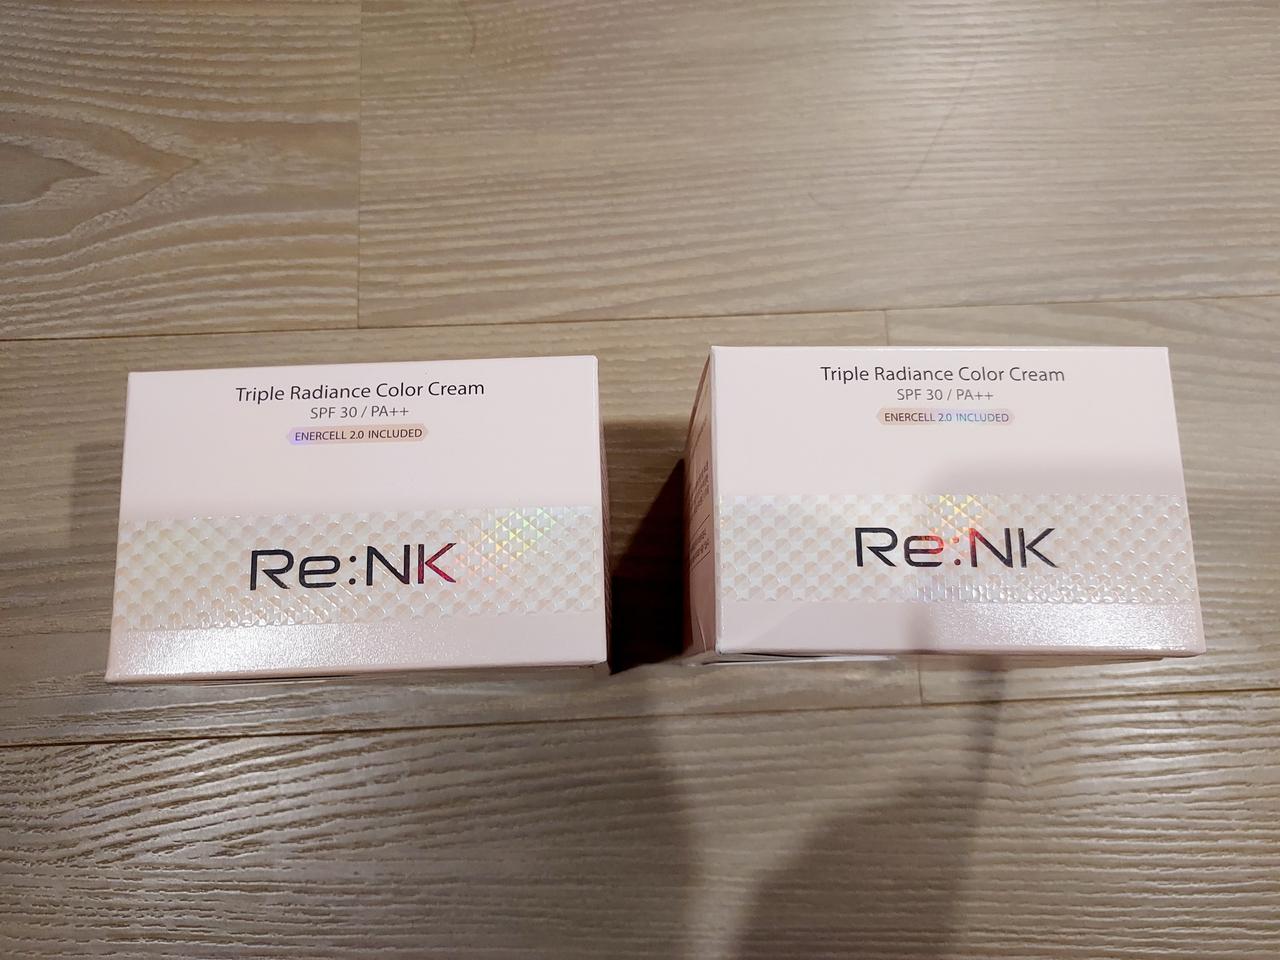 Triple Radiance Color Cream
SPF 30 / PA++
ENERCELL 2.0 INCLUDED
Re:NK
Triple Radiance Color Cream
SPF 30 / PA++
ENERCELL 2.0 INCLUDED
Re:NK